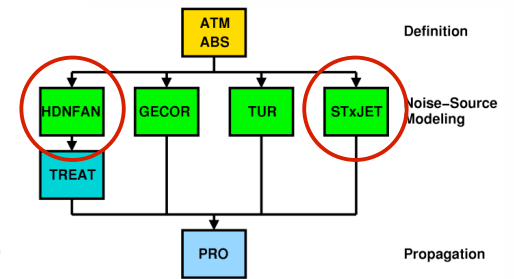 ATM
ABS
Definition
HDNFAN
GECOR
TUR
STxJET
Noise-Source
Modeling
TREAT
PRO
Propagation